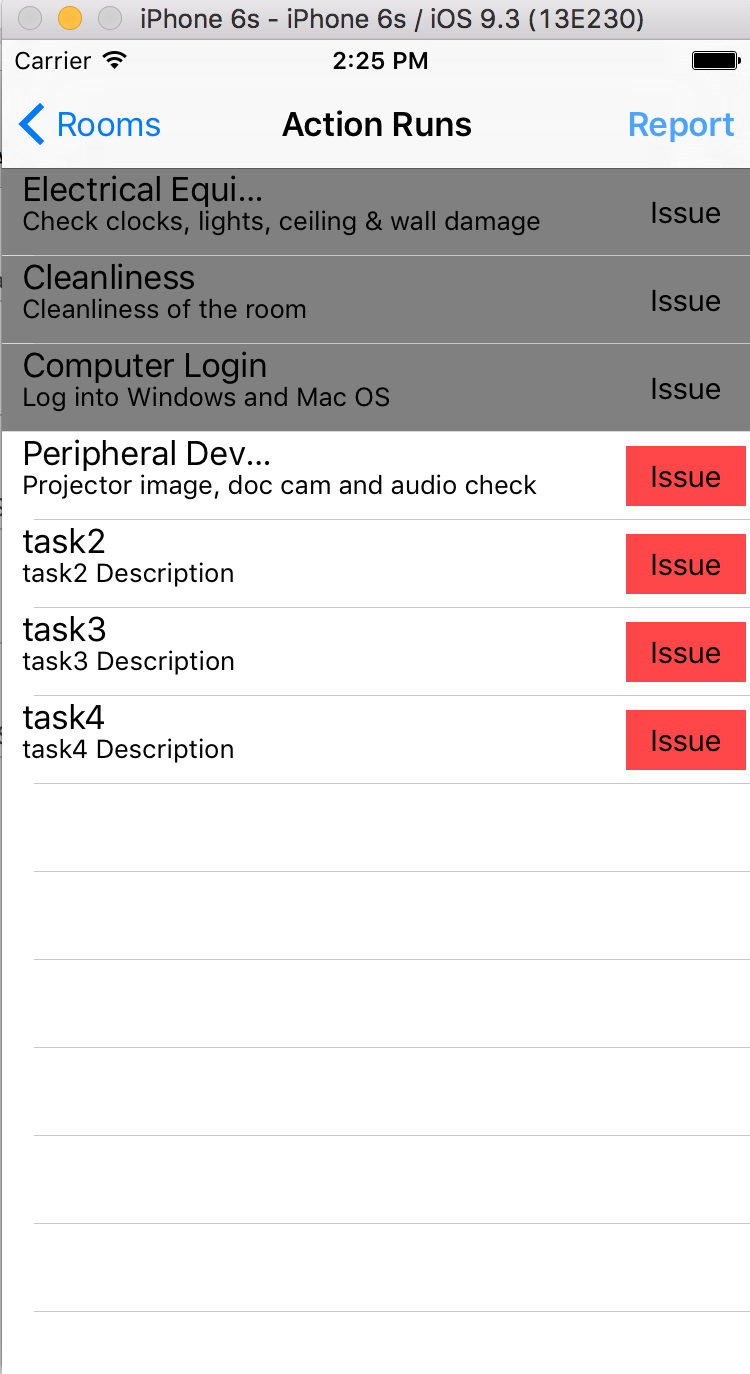 iPhone 6s - iPhone 6s / iOS 9.3 (13E230)
Carrier 2:25 PM
Rooms Action Runs Report
Electrical Equi...
Check clocks, lights, ceiling & wall damage
Issue
Cleanliness
Cleanliness of the room
Issue
Computer Login
Log into Windows and Mac OS
Issue
Peripheral Dev...
Projector image, doc cam and audio check
Issue
task2
task2 Description
Issue
task3
task3 Description
Issue
task4
task4 Description
Issue